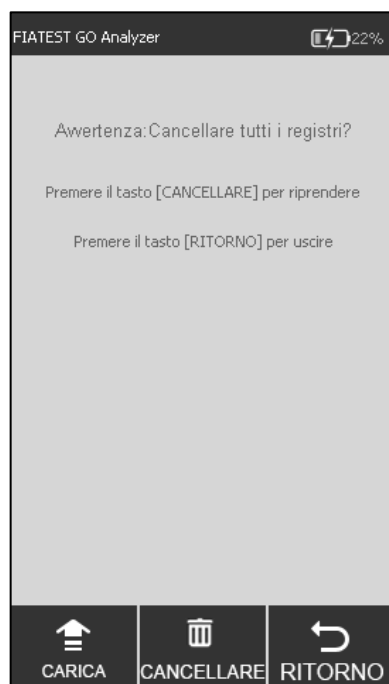 FIATEST GO Analyzer 22%
Avvertenza:Cancellare tutti i registri?
Premere il tasto [CANCELLARE] per riprendere
Premere il tasto [RITORNO] per uscire
CARICA CANCELLARE RITORNO